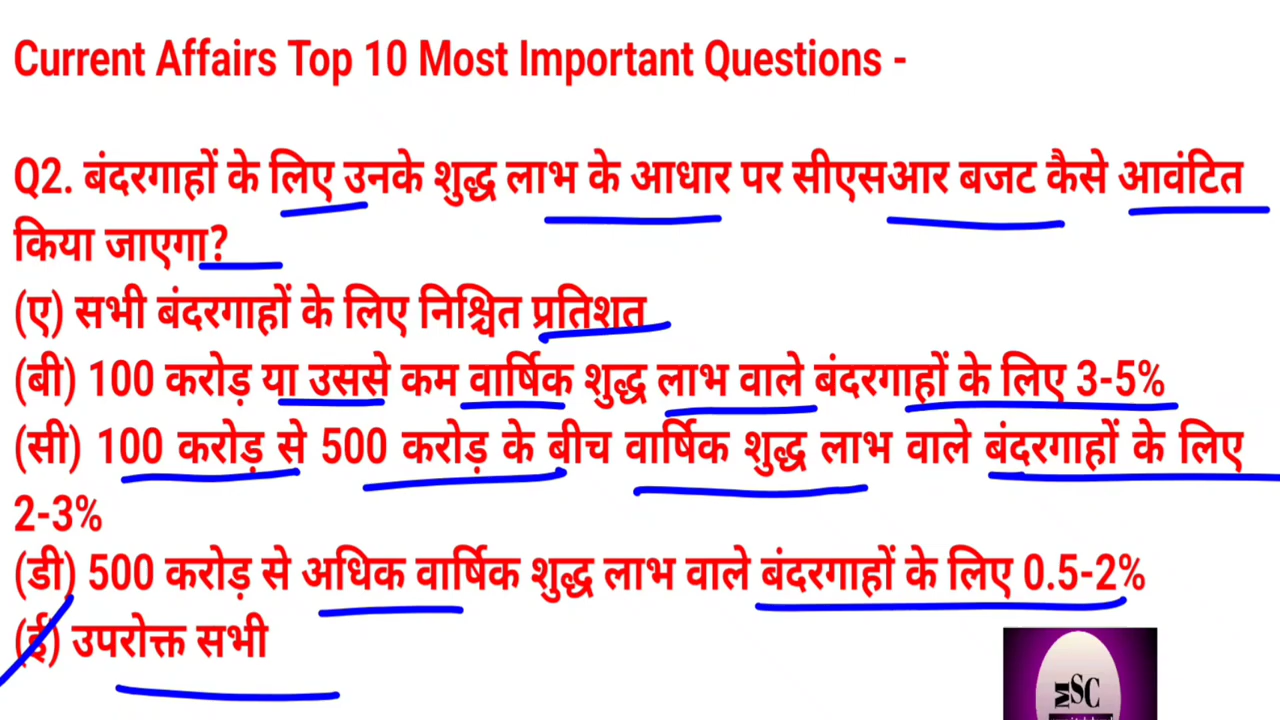 Current Affairs Top 10 Most Important Questions -
Q2. बंदरगाहों के लिए उनके शुद्ध लाभ के आधार पर सीएसआर बजट कैसे आवंटित
किया जाएगा?
(ए) सभी बंदरगाहों के लिए निश्चित प्रतिशत
(बी) 100 करोड़ या उससे कम वार्षिक शुद्ध लाभ वाले बंदरगाहों के लिए 3-5%
(सी) 100 करोड़ से 500 करोड़ के बीच वार्षिक शुद्ध लाभ वाले बंदरगाहों के लिए
2-3%
(डी) 500 करोड़ से अधिक वार्षिक शुद्ध लाभ वाले बंदरगाहों के लिए 0.5-2%
(ई) उपरोक्त सभी
MSC